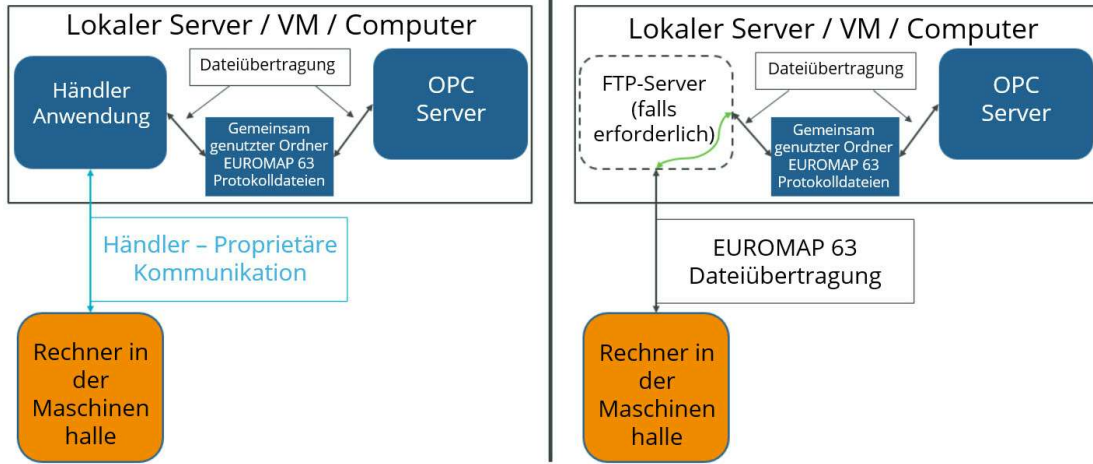 Lokaler Server / VM / Computer
Dateiübertragung
Händler
Anwendung
OPC
Server
Gemeinsam
genutzter Ordner
EUROMAP 63
Protokolldateien
Händler – Proprietäre
Kommunikation
Rechner in
der
Maschinen
halle
Lokaler Server / VM / Computer
Dateiübertragung
FTP-Server
(falls
erforderlich)
OPC
Server
Gemeinsam
genutzter Ordner
EUROMAP 63
Protokolldateien
EUROMAP 63
Dateiübertragung
Rechner in
der
Maschinen
halle